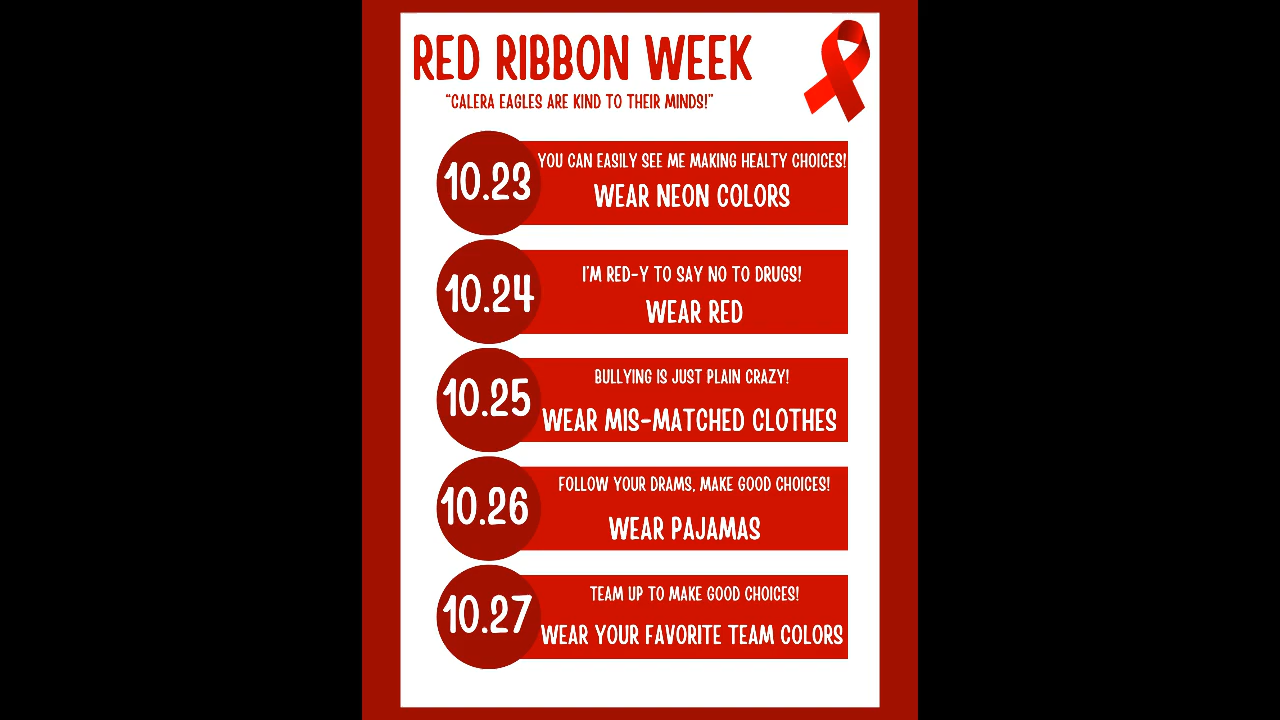 RED RIBBON WEEK
"CALERA EAGLES ARE KIND TO THEIR MINDS!"
10.23
YOU CAN EASILY SEE ME MAKING HEALTY CHOICES!
WEAR NEON COLORS
10.24
I'M RED-Y TO SAY NO TO DRUGS!
WEAR RED
10.25
BULLYING IS JUST PLAIN CRAZY!
WEAR MIS-MATCHED CLOTHES
10.26
FOLLOW YOUR DRAMS, MAKE GOOD CHOICES!
WEAR PAJAMAS
10.27
TEAM UP TO MAKE GOOD CHOICES!
WEAR YOUR FAVORITE TEAM COLORS